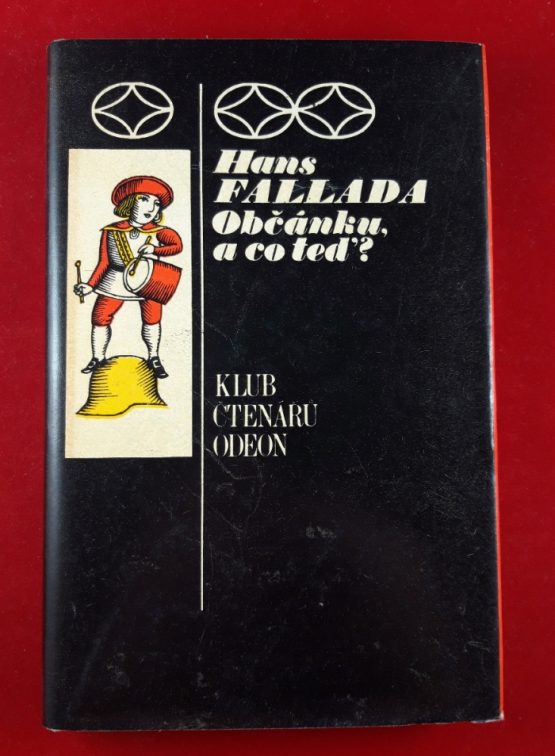 Hans
FALLADA
Občánku,
a co teď?
KLUB
ČTENÁŘŮ
ODEON